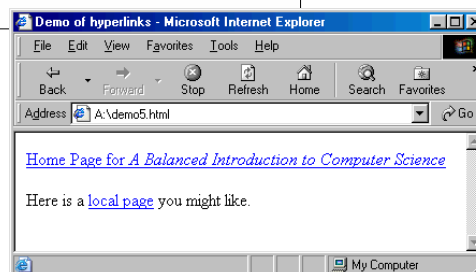 Demo of hyperlinks - Microsoft Internet Explorer
File Edit View Favorites Tools Help
Back Forward Stop Refresh Home Search Favorites
Address A:\demo5.html Go
Home Page for A Balanced Introduction to Computer Science
Here is a local page you might like.
My Computer